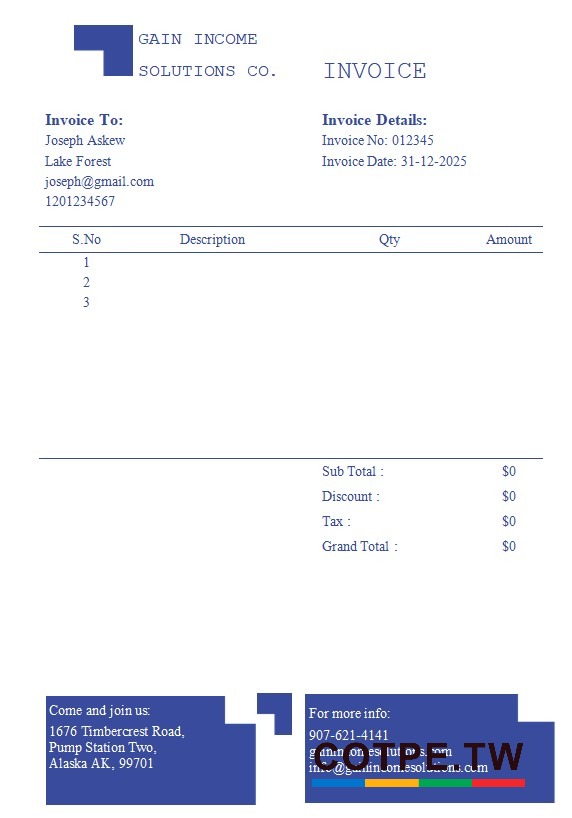 GAIN INCOME
SOLUTIONS CO.
INVOICE
Invoice To:
Joseph Askew
Lake Forest
joseph@gmail.com
1201234567
Invoice Details:
Invoice No: 012345
Invoice Date: 31-12-2025
S.No Description Qty Amount
1
2
3
Sub Total : $0
Discount : $0
Tax : $0
Grand Total : $0
Come and join us:
1676 Timbercrest Road,
Pump Station Two,
Alaska AK, 99701
For more info:
907-621-4141
gainincomesolutions.com
info@gainincomesolutions.com
COTPE.TW